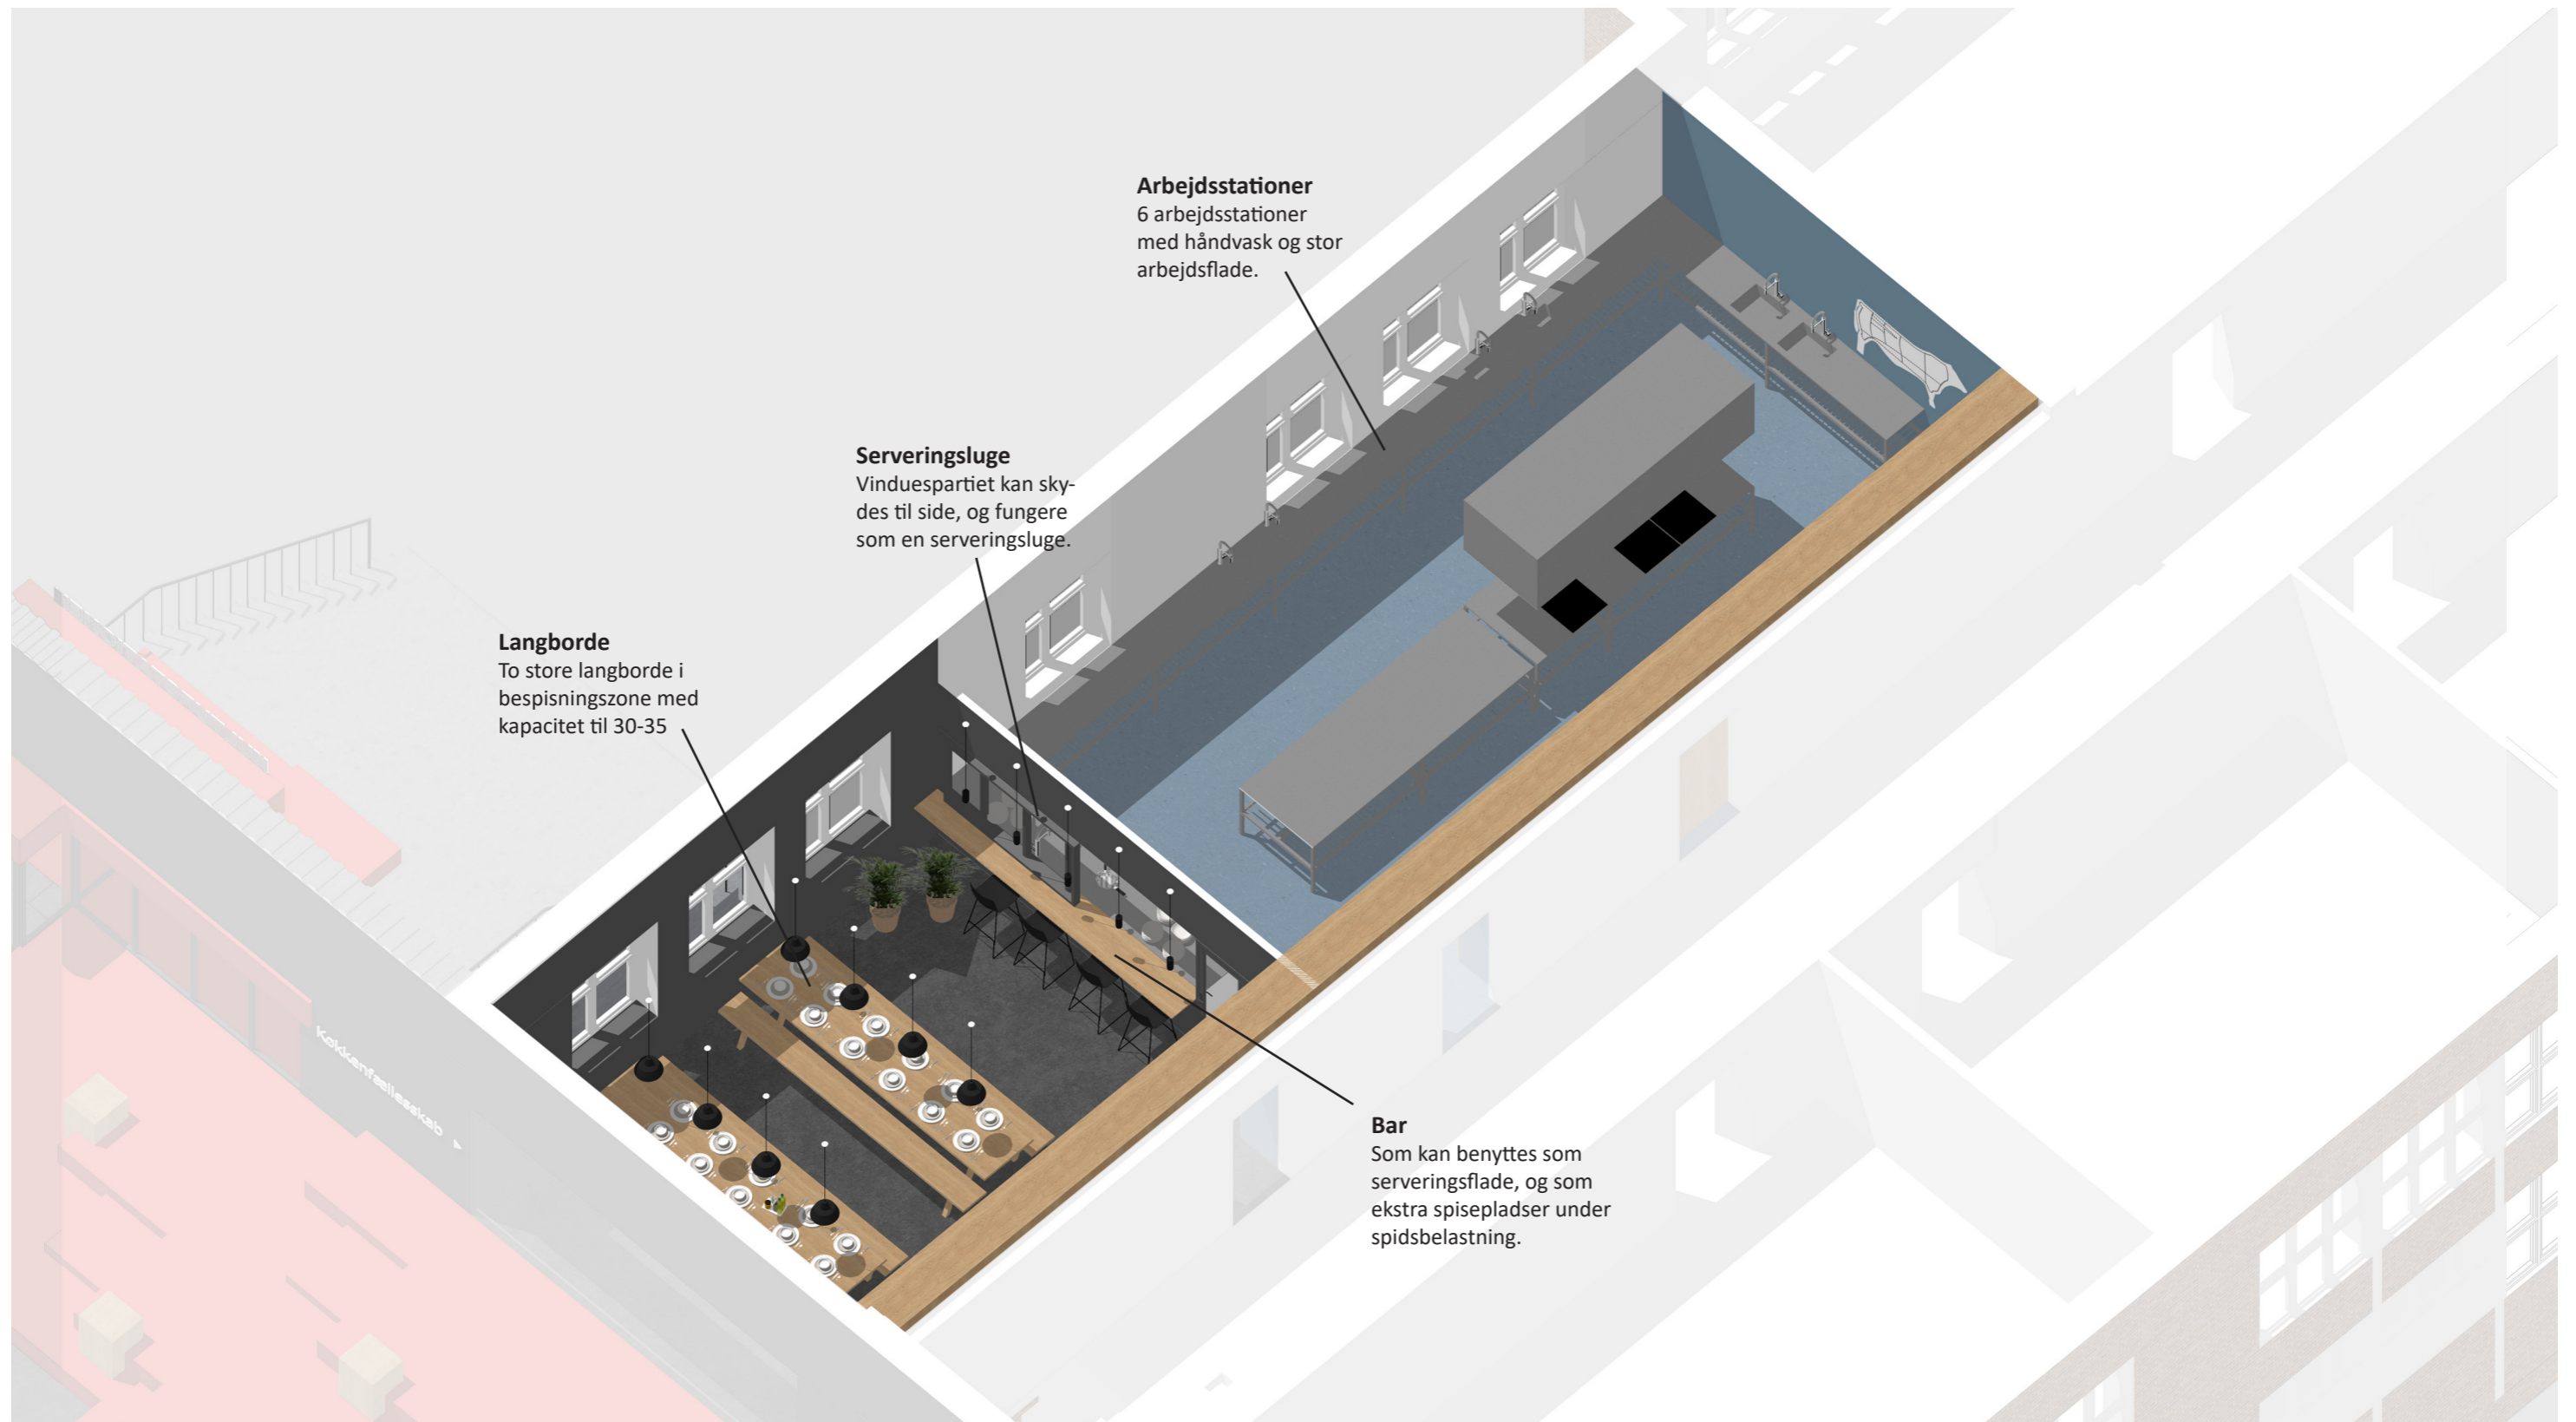 Arbejdsstationer
6 arbejdsstationer
med håndvask og stor
arbejdsflade.
Serveringsluge
Vinduespartiet kan sky-
des til side, og fungere
som en serveringsluge.
Langborde
To store langborde i
bespisningszone med
kapacitet til 30-35
Køkkenfællesskab
Bar
Som kan benyttes som
serveringsflade, og som
ekstra spisepladser under
spidsbelastning.